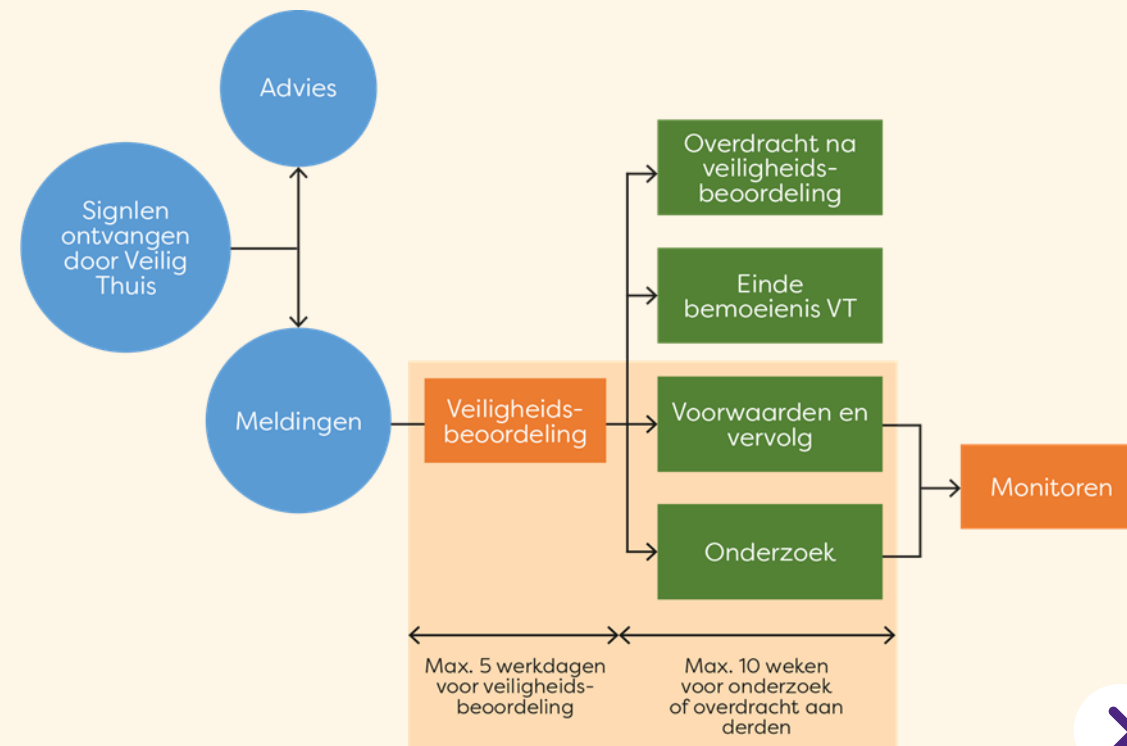 Advies
Signlen
ontvangen
door Veilig
Thuis
Meldingen
Veiligheids-
beoordeling
Overdracht na
veiligheids-
beoordeling
Einde
bemoeienis VT
Voorwaarden en
vervolg
Onderzoek
Monitoren
Max. 5 werkdagen
voor veiligheids-
beoordeling
Max. 10 weken
voor onderzoek
of overdracht aan
derden